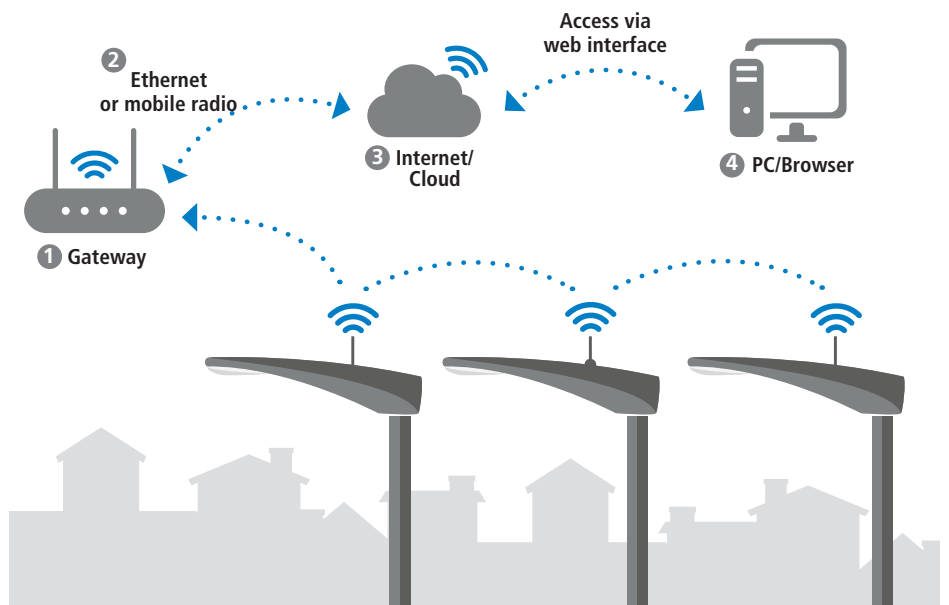 2
Ethernet
or mobile radio
Access via
web interface
3 Internet/
Cloud
4 PC/Browser
1 Gateway